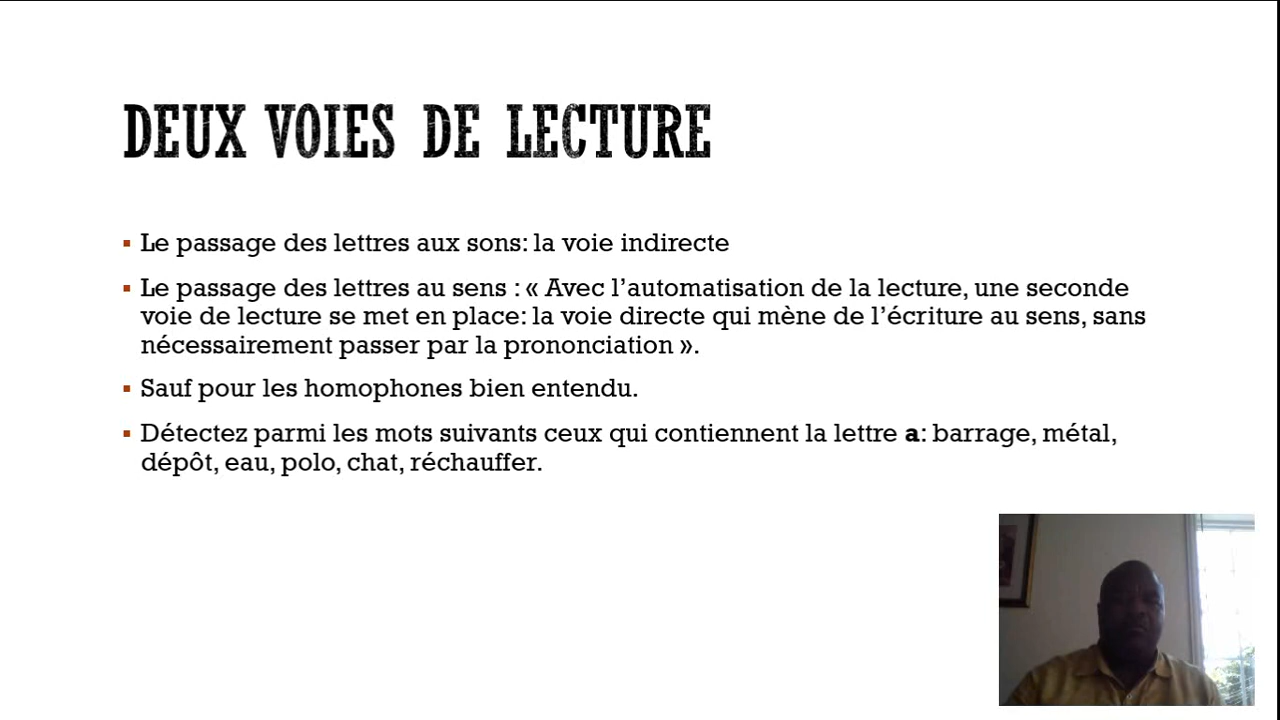 DEUX VOIES DE LECTURE
▪ Le passage des lettres aux sons: la voie indirecte
▪ Le passage des lettres au sens : « Avec l’automatisation de la lecture, une seconde
voie de lecture se met en place: la voie directe qui mène de l’écriture au sens, sans
nécessairement passer par la prononciation ».
▪ Sauf pour les homophones bien entendu.
▪ Détectez parmi les mots suivants ceux qui contiennent la lettre a: barrage, métal,
dépôt, eau, polo, chat, réchauffer.